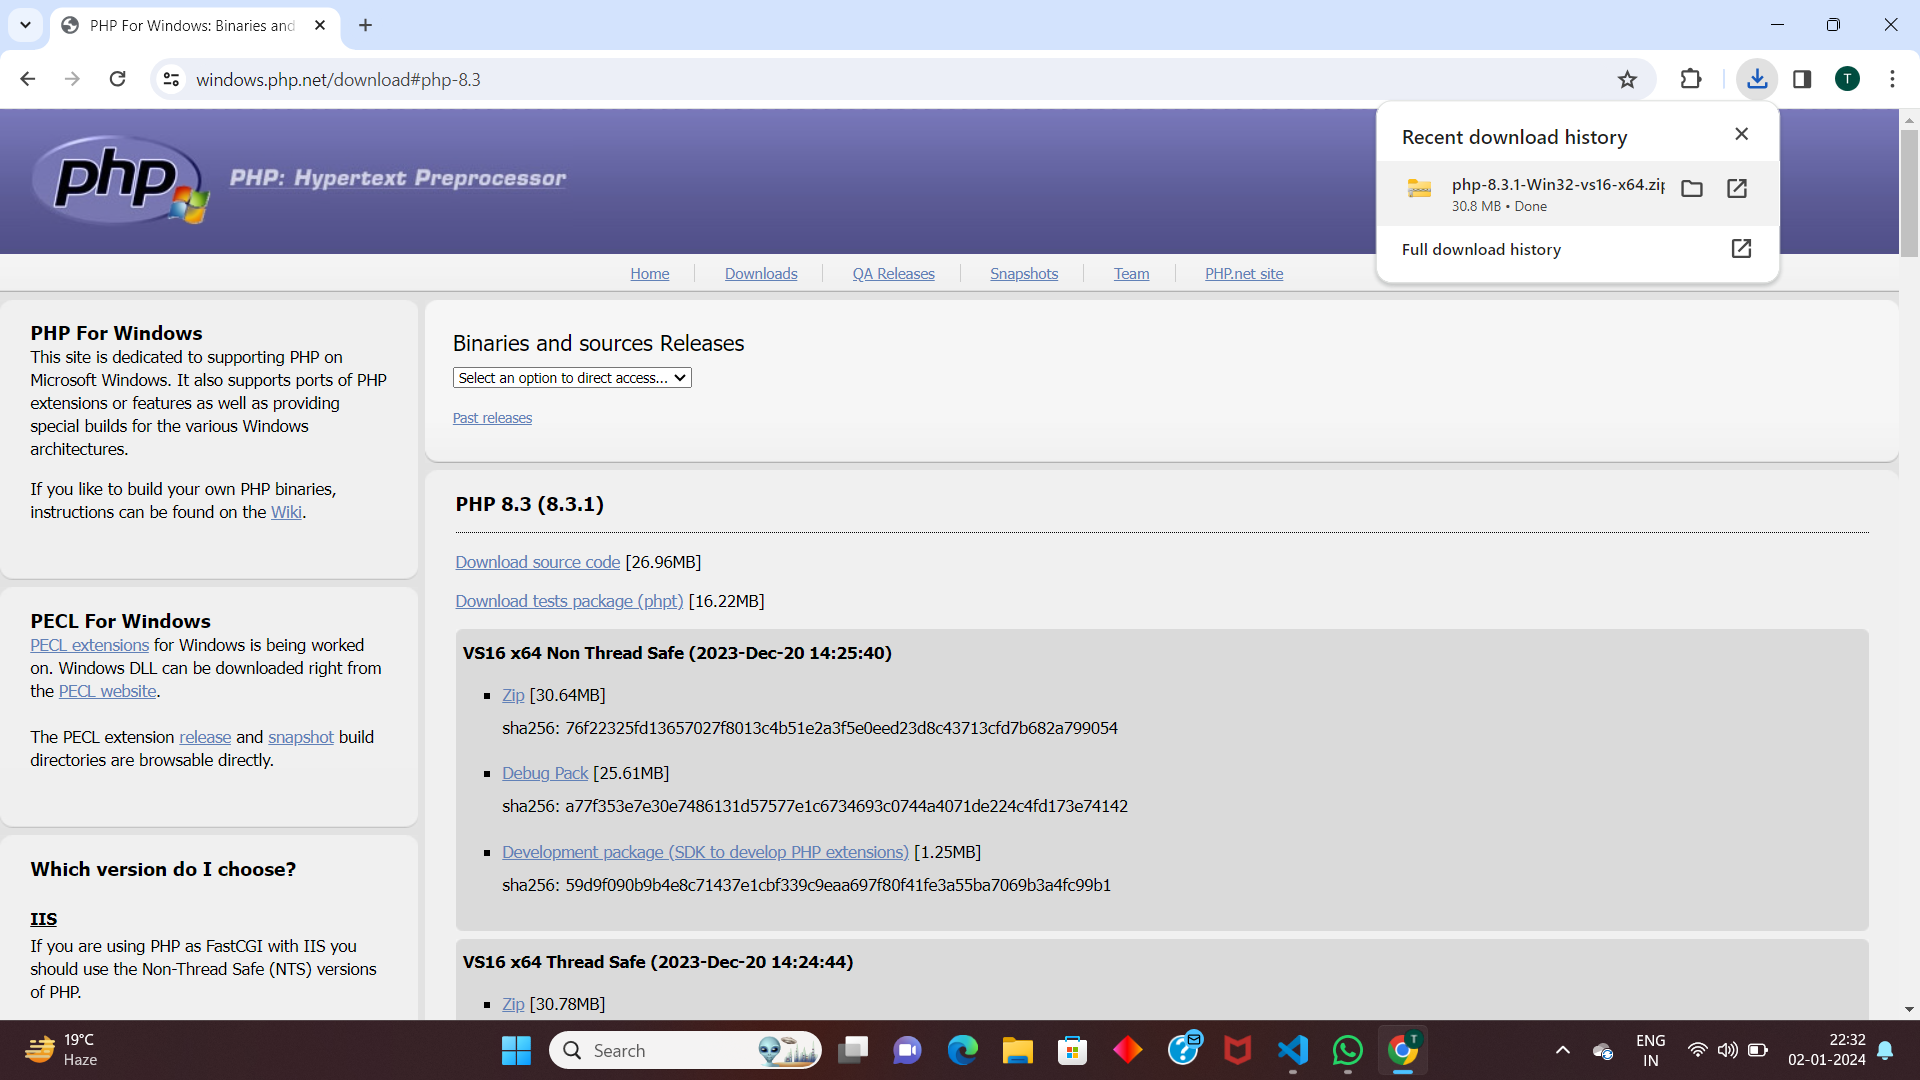 PHP For Windows: Binaries and
windows.php.net/download#php-8.3
T
Recent download history
php-8.3.1-Win32-vs16-x64.zip
30.8 MB • Done
Full download history
php
PHP: Hypertext Preprocessor
Home
Downloads
QA Releases
Snapshots
Team
PHP.net site
PHP For Windows
This site is dedicated to supporting PHP on
Microsoft Windows. It also supports ports of PHP
extensions or features as well as providing
special builds for the various Windows
architectures.
If you like to build your own PHP binaries,
instructions can be found on the Wiki.
PECL For Windows
PECL extensions for Windows is being worked
on. Windows DLL can be downloaded right from
the PECL website.
The PECL extension release and snapshot build
directories are browsable directly.
Which version do I choose?
IIS
If you are using PHP as FastCGI with IIS you
should use the Non-Thread Safe (NTS) versions
of PHP.
Binaries and sources Releases
Select an option to direct access...
Past releases
PHP 8.3 (8.3.1)
Download source code [26.96MB]
Download tests package (phpt) [16.22MB]
VS16 x64 Non Thread Safe (2023-Dec-20 14:25:40)
Zip [30.64MB]
sha256: 76f22325fd13657027f8013c4b51e2a3f5e0eed23d8c43713cfd7b682a799054
Debug Pack [25.61MB]
sha256: a77f353e7e30e7486131d57577e1c6734693c0744a4071de224c4fd173e74142
Development package (SDK to develop PHP extensions) [1.25MB]
sha256: 59d9f090b9b4e8c71437e1cbf339c9eaa697f80f41fe3a55ba7069b3a4fc99b1
VS16 x64 Thread Safe (2023-Dec-20 14:24:44)
Zip [30.78MB]
19°C
Haze
Search
T
ENG
IN
22:32
02-01-2024